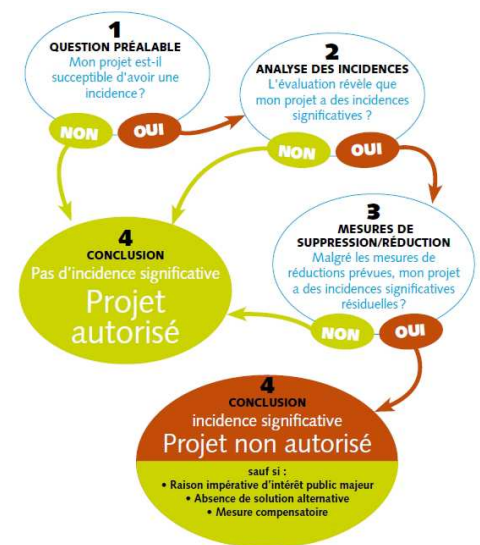 1
QUESTION PRÉALABLE
Mon projet est-il
succeptible d'avoir une
incidence ?
NON
OUI
2
ANALYSE DES INCIDENCES
L'évaluation révèle que
mon projet a des incidences
significatives ?
NON
OUI
3
MESURES DE
SUPPRESSION/RÉDUCTION
Malgré les mesures de
réductions prévues, mon projet
a des incidences significatives
résiduelles ?
NON
OUI
4
CONCLUSION
Pas d'incidence significative
Projet
autorisé
4
CONCLUSION
incidence significative
Projet non autorisé
sauf si :
• Raison impérative d'intérêt public majeur
• Absence de solution alternative
• Mesure compensatoire